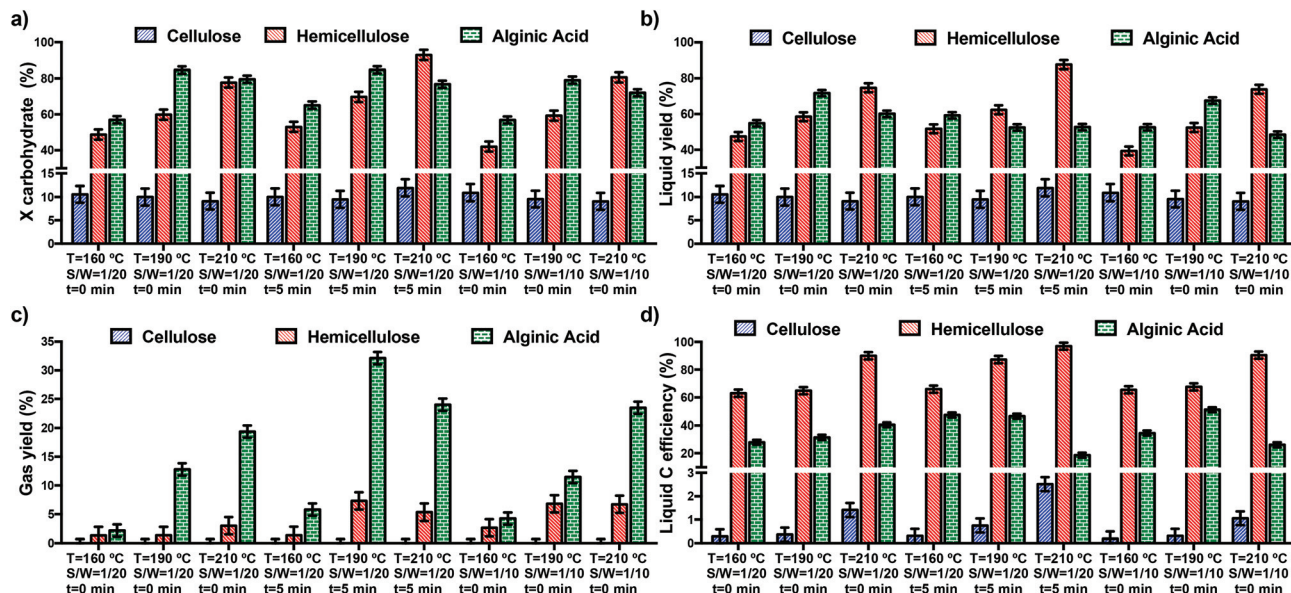 a)
Cellulose Hemicellulose Alginic Acid
X carbohydrate (%)
100
80
60
40
15
10
5
0
T=160 ºC T=190 ºC T=210 ºC T=160 ºC T=190 ºC T=210 ºC T=160 ºC T=190 ºC T=210 ºC
S/W=1/20 S/W=1/20 S/W=1/20 S/W=1/20 S/W=1/20 S/W=1/20 S/W=1/10 S/W=1/10 S/W=1/10
t=0 min t=0 min t=0 min t=5 min t=5 min t=5 min t=0 min t=0 min t=0 min
b)
Cellulose Hemicellulose Alginic Acid
Liquid yield (%)
100
80
60
40
15
10
5
0
T=160 ºC T=190 ºC T=210 ºC T=160 ºC T=190 ºC T=210 ºC T=160 ºC T=190 ºC T=210 ºC
S/W=1/20 S/W=1/20 S/W=1/20 S/W=1/20 S/W=1/20 S/W=1/20 S/W=1/10 S/W=1/10 S/W=1/10
t=0 min t=0 min t=0 min t=5 min t=5 min t=5 min t=0 min t=0 min t=0 min
c)
Cellulose Hemicellulose Alginic Acid
Gas yield (%)
35
30
25
20
15
10
5
0
T=160 ºC T=190 ºC T=210 ºC T=160 ºC T=190 ºC T=210 ºC T=160 ºC T=190 ºC T=210 ºC
S/W=1/20 S/W=1/20 S/W=1/20 S/W=1/20 S/W=1/20 S/W=1/20 S/W=1/10 S/W=1/10 S/W=1/10
t=0 min t=0 min t=0 min t=5 min t=5 min t=5 min t=0 min t=0 min t=0 min
d)
Cellulose Hemicellulose Alginic Acid
Liquid C efficiency (%)
100
80
60
40
20
3
2
1
0
T=160 ºC T=190 ºC T=210 ºC T=160 ºC T=190 ºC T=210 ºC T=160 ºC T=190 ºC T=210 ºC
S/W=1/20 S/W=1/20 S/W=1/20 S/W=1/20 S/W=1/20 S/W=1/20 S/W=1/10 S/W=1/10 S/W=1/10
t=0 min t=0 min t=0 min t=5 min t=5 min t=5 min t=0 min t=0 min t=0 min